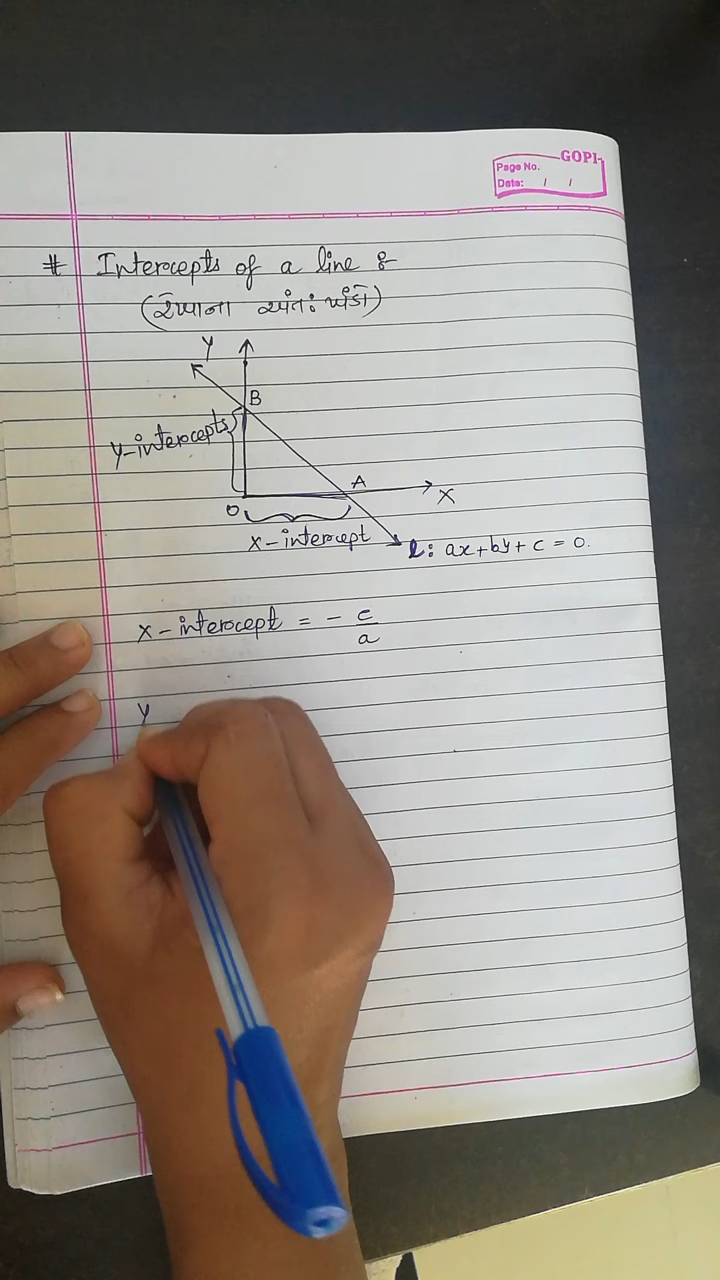 GOPI
Page No.
Date: / /
# Intercepts of a line :
(રેખાના અંતઃખંડો)
Y
B
y-intercepts
A
X
O
x-intercept
l: ax+by+c = 0.
x-intercept = - c/a
y